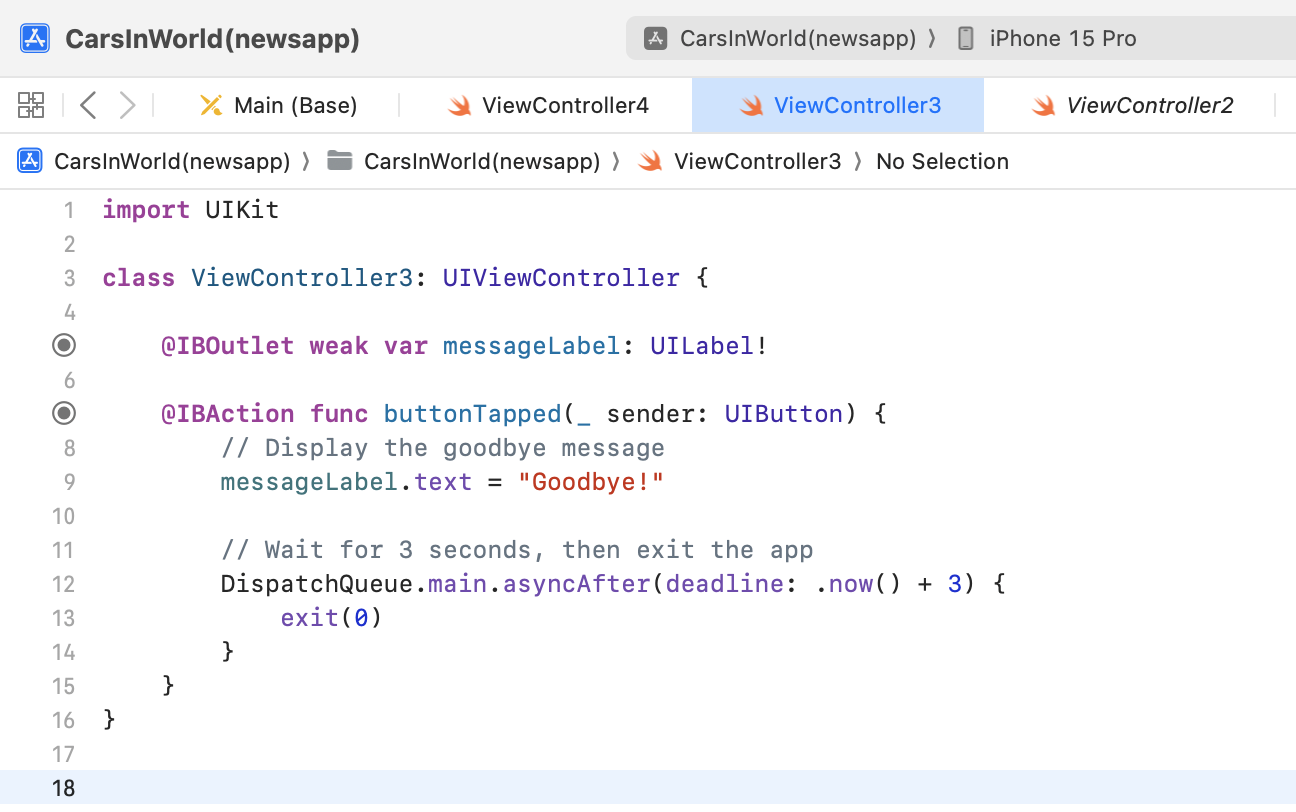 CarsInWorld(newsapp) CarsInWorld(newsapp) 〉 iPhone 15 Pro
Main (Base) ViewController4 ViewController3 ViewController2
CarsInWorld(newsapp) 〉 CarsInWorld(newsapp) 〉 ViewController3 〉 No Selection
1 import UIKit
2
3 class ViewController3: UIViewController {
4
@IBOutlet weak var messageLabel: UILabel!
6
@IBAction func buttonTapped(_ sender: UIButton) {
8 // Display the goodbye message
9 messageLabel.text = "Goodbye!"
10
11 // Wait for 3 seconds, then exit the app
12 DispatchQueue.main.asyncAfter(deadline: .now() + 3) {
13 exit(0)
14 }
15 }
16 }
17
18